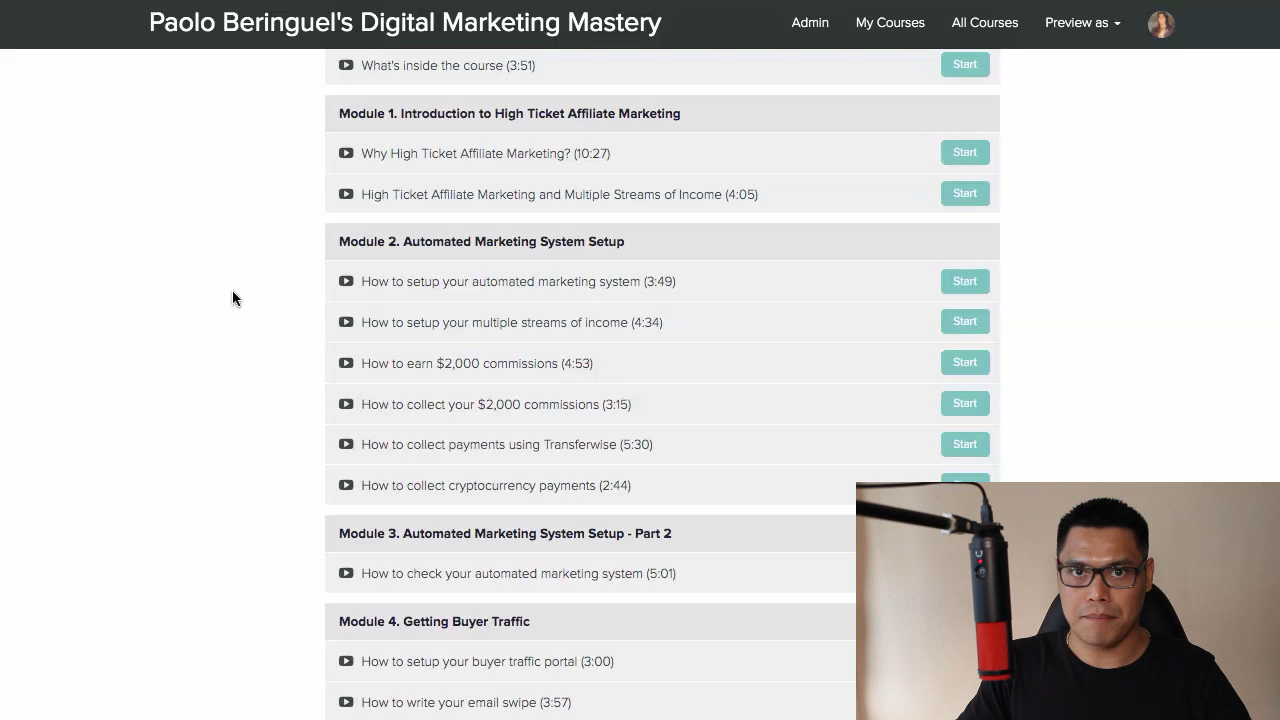 Paolo Beringuel's Digital Marketing Mastery
Admin
My Courses
All Courses
Preview as
What's inside the course (3:51)
Start
Module 1. Introduction to High Ticket Affiliate Marketing
Why High Ticket Affiliate Marketing? (10:27)
Start
High Ticket Affiliate Marketing and Multiple Streams of Income (4:05)
Start
Module 2. Automated Marketing System Setup
How to setup your automated marketing system (3:49)
Start
How to setup your multiple streams of income (4:34)
Start
How to earn $2,000 commissions (4:53)
Start
How to collect your $2,000 commissions (3:15)
Start
How to collect payments using Transferwise (5:30)
Start
How to collect cryptocurrency payments (2:44)
Module 3. Automated Marketing System Setup - Part 2
How to check your automated marketing system (5:01)
Module 4. Getting Buyer Traffic
How to setup your buyer traffic portal (3:00)
How to write your email swipe (3:57)